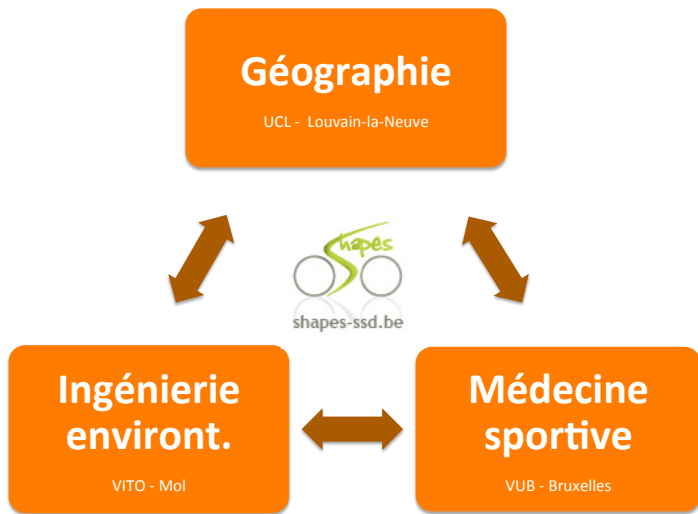 Géographie
UCL - Louvain-la-Neuve
Shapes
shapes-ssd.be
Ingénierie
environt.
VITO - Mol
Médecine
sportive
VUB - Bruxelles